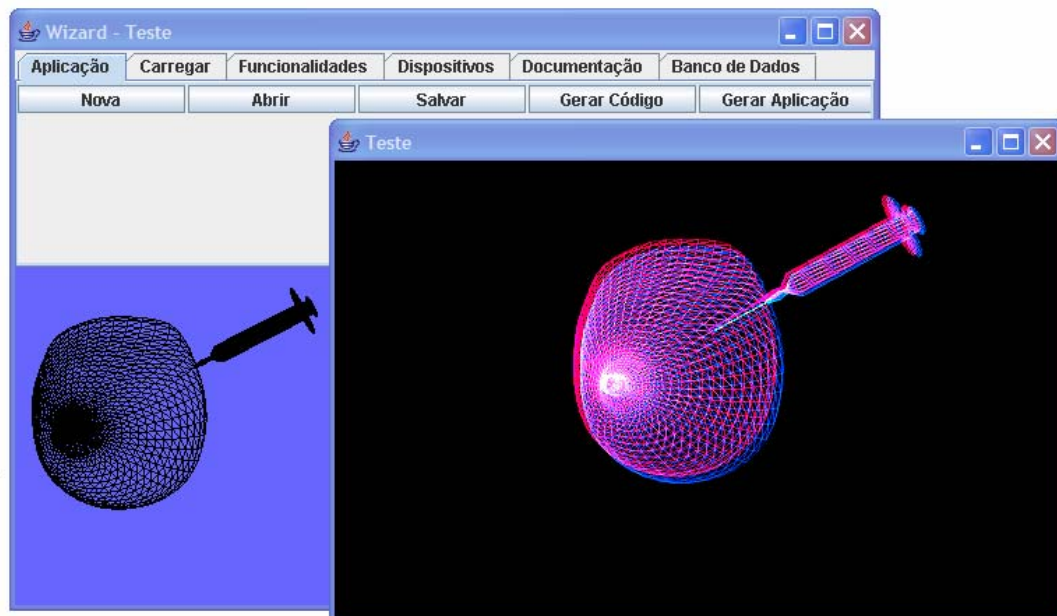 Wizard - Teste
Aplicação Carregar Funcionalidades Dispositivos Documentação Banco de Dados
Nova Abrir Salvar Gerar Código Gerar Aplicação
Teste